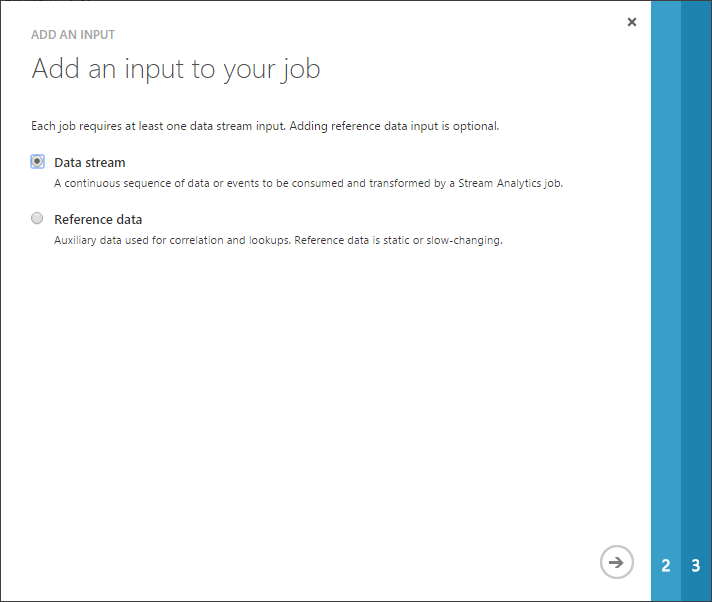 ADD AN INPUT
Add an input to your job
Each job requires at least one data stream input. Adding reference data input is optional.
Data stream
A continuous sequence of data or events to be consumed and transformed by a Stream Analytics job.
Reference data
Auxiliary data used for correlation and lookups. Reference data is static or slow-changing.
2 3